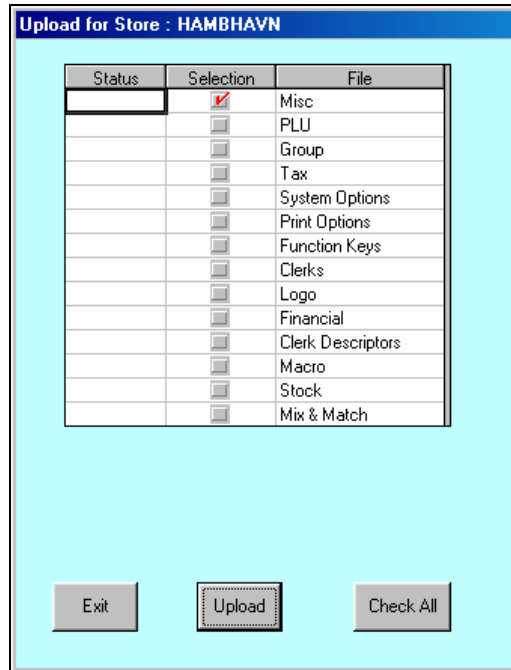 Upload for Store : HAMBHAVN
Status Selection File
Misc
PLU
Group
Tax
System Options
Print Options
Function Keys
Clerks
Logo
Financial
Clerk Descriptors
Macro
Stock
Mix & Match
Exit Upload Check All